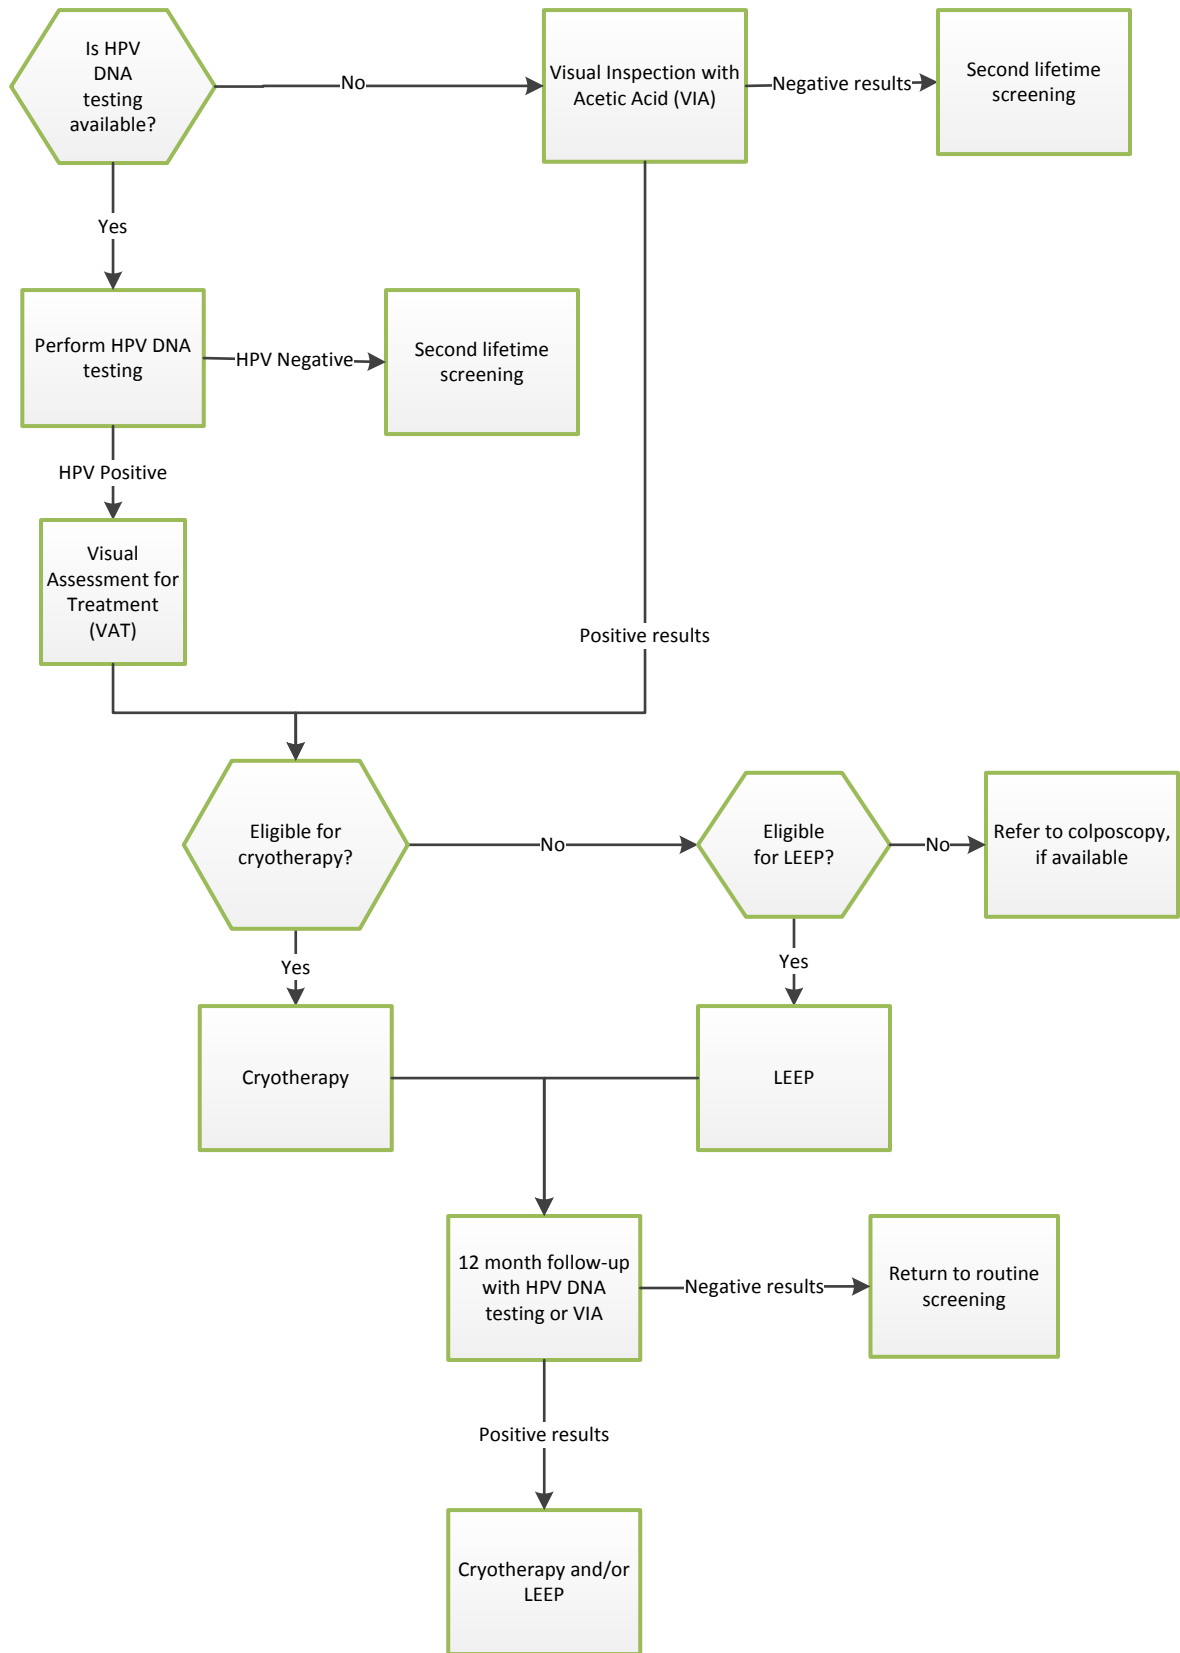 Is HPV
DNA
testing
available?
No
Visual Inspection with
Acetic Acid (VIA)
Negative results
Second lifetime
screening
Yes
Perform HPV DNA
testing
HPV Negative
Second lifetime
screening
HPV Positive
Visual
Assessment for
Treatment
(VAT)
Positive results
Eligible for
cryotherapy?
No
Eligible
for LEEP?
No
Refer to colposcopy,
if available
Yes
Yes
Cryotherapy
LEEP
12 month follow-up
with HPV DNA
testing or VIA
Negative results
Return to routine
screening
Positive results
Cryotherapy and/or
LEEP